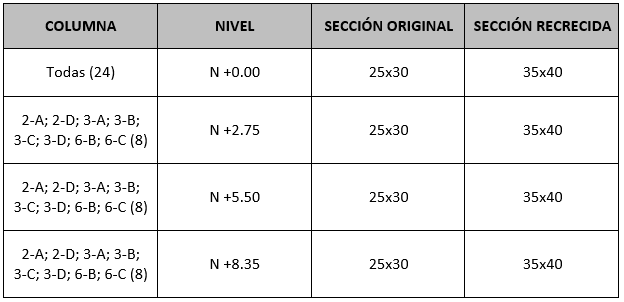 COLUMNA NIVEL SECCIÓN ORIGINAL SECCIÓN RECRECIDA
Todas (24) N +0.00 25x30 35x40
2-A; 2-D; 3-A; 3-B;
3-C; 3-D; 6-B; 6-C (8) N +2.75 25x30 35x40
2-A; 2-D; 3-A; 3-B;
3-C; 3-D; 6-B; 6-C (8) N +5.50 25x30 35x40
2-A; 2-D; 3-A; 3-B;
3-C; 3-D; 6-B; 6-C (8) N +8.35 25x30 35x40